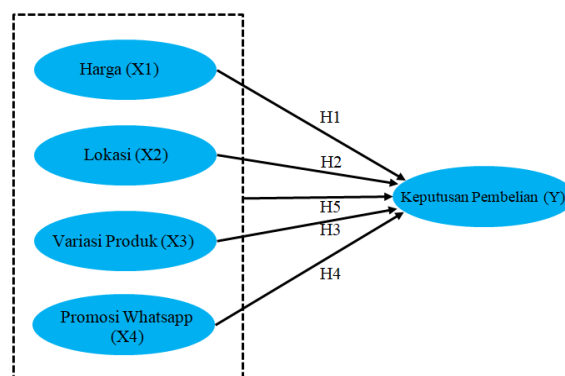 Harga (X1)
H1
Lokasi (X2)
H2
Keputusan Pembelian (Y)
H5
Variasi Produk (X3)
H3
H4
Promosi Whatsapp
(X4)